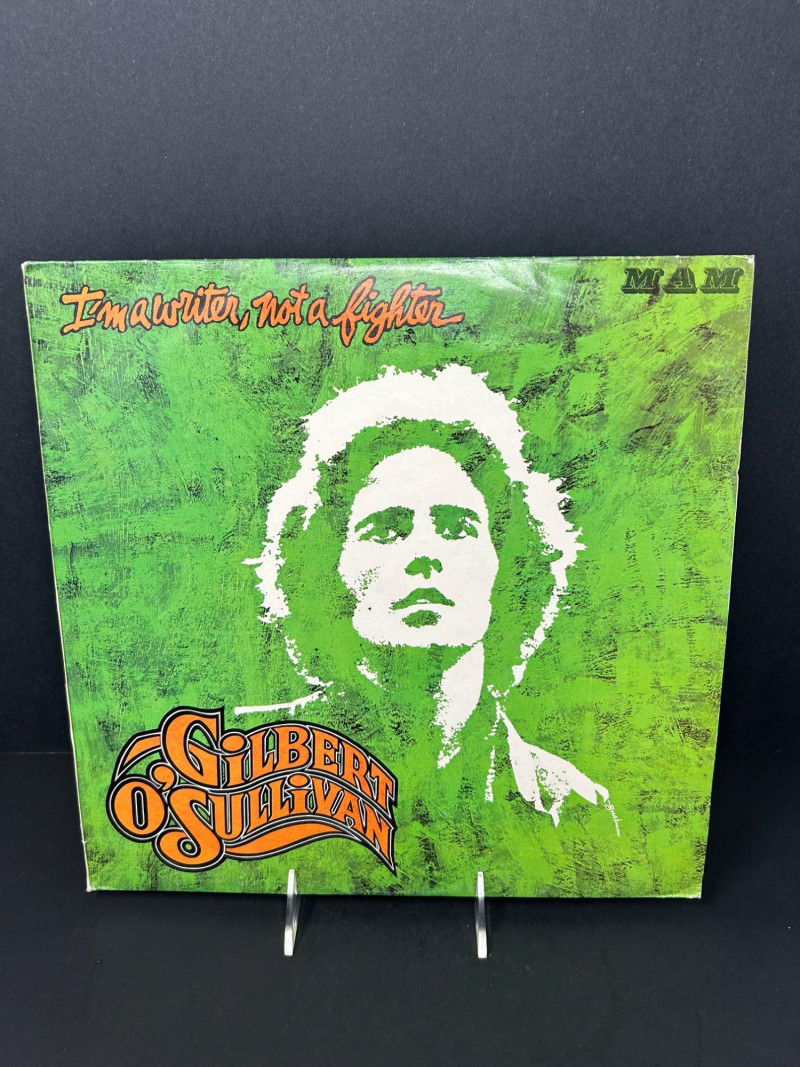 I'm a writer, not a fighter
MAM
GILBERT
O'SULLIVAN